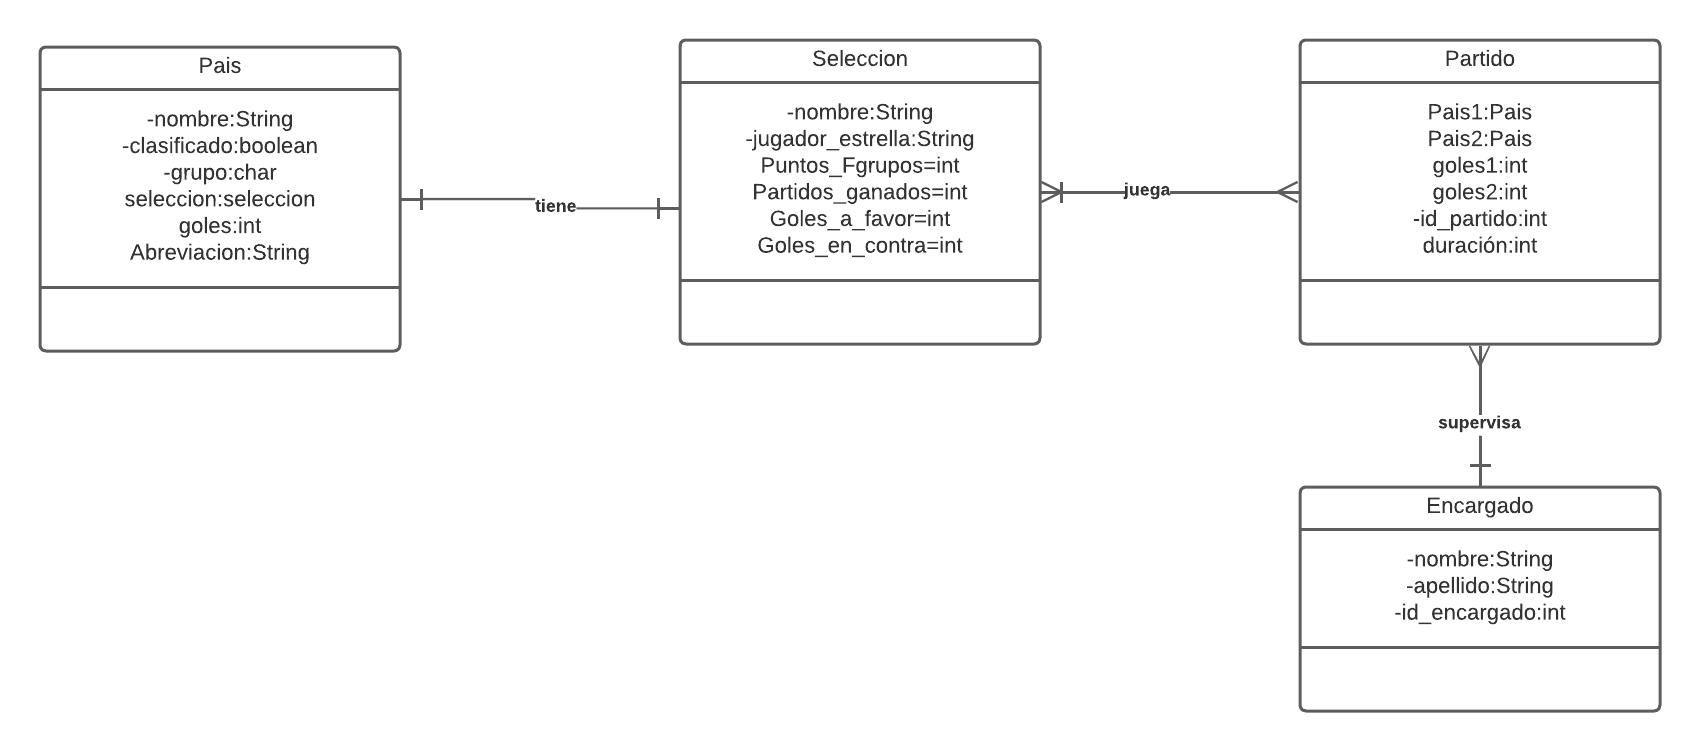 Pais
-nombre:String
-clasificado:boolean
-grupo:char
seleccion:seleccion
goles:int
Abreviacion:String
tiene
Seleccion
-nombre:String
-jugador_estrella:String
Puntos_Fgrupos=int
Partidos_ganados=int
Goles_a_favor=int
Goles_en_contra=int
juega
Partido
Pais1:Pais
Pais2:Pais
goles1:int
goles2:int
-id_partido:int
duración:int
supervisa
Encargado
-nombre:String
-apellido:String
-id_encargado:int